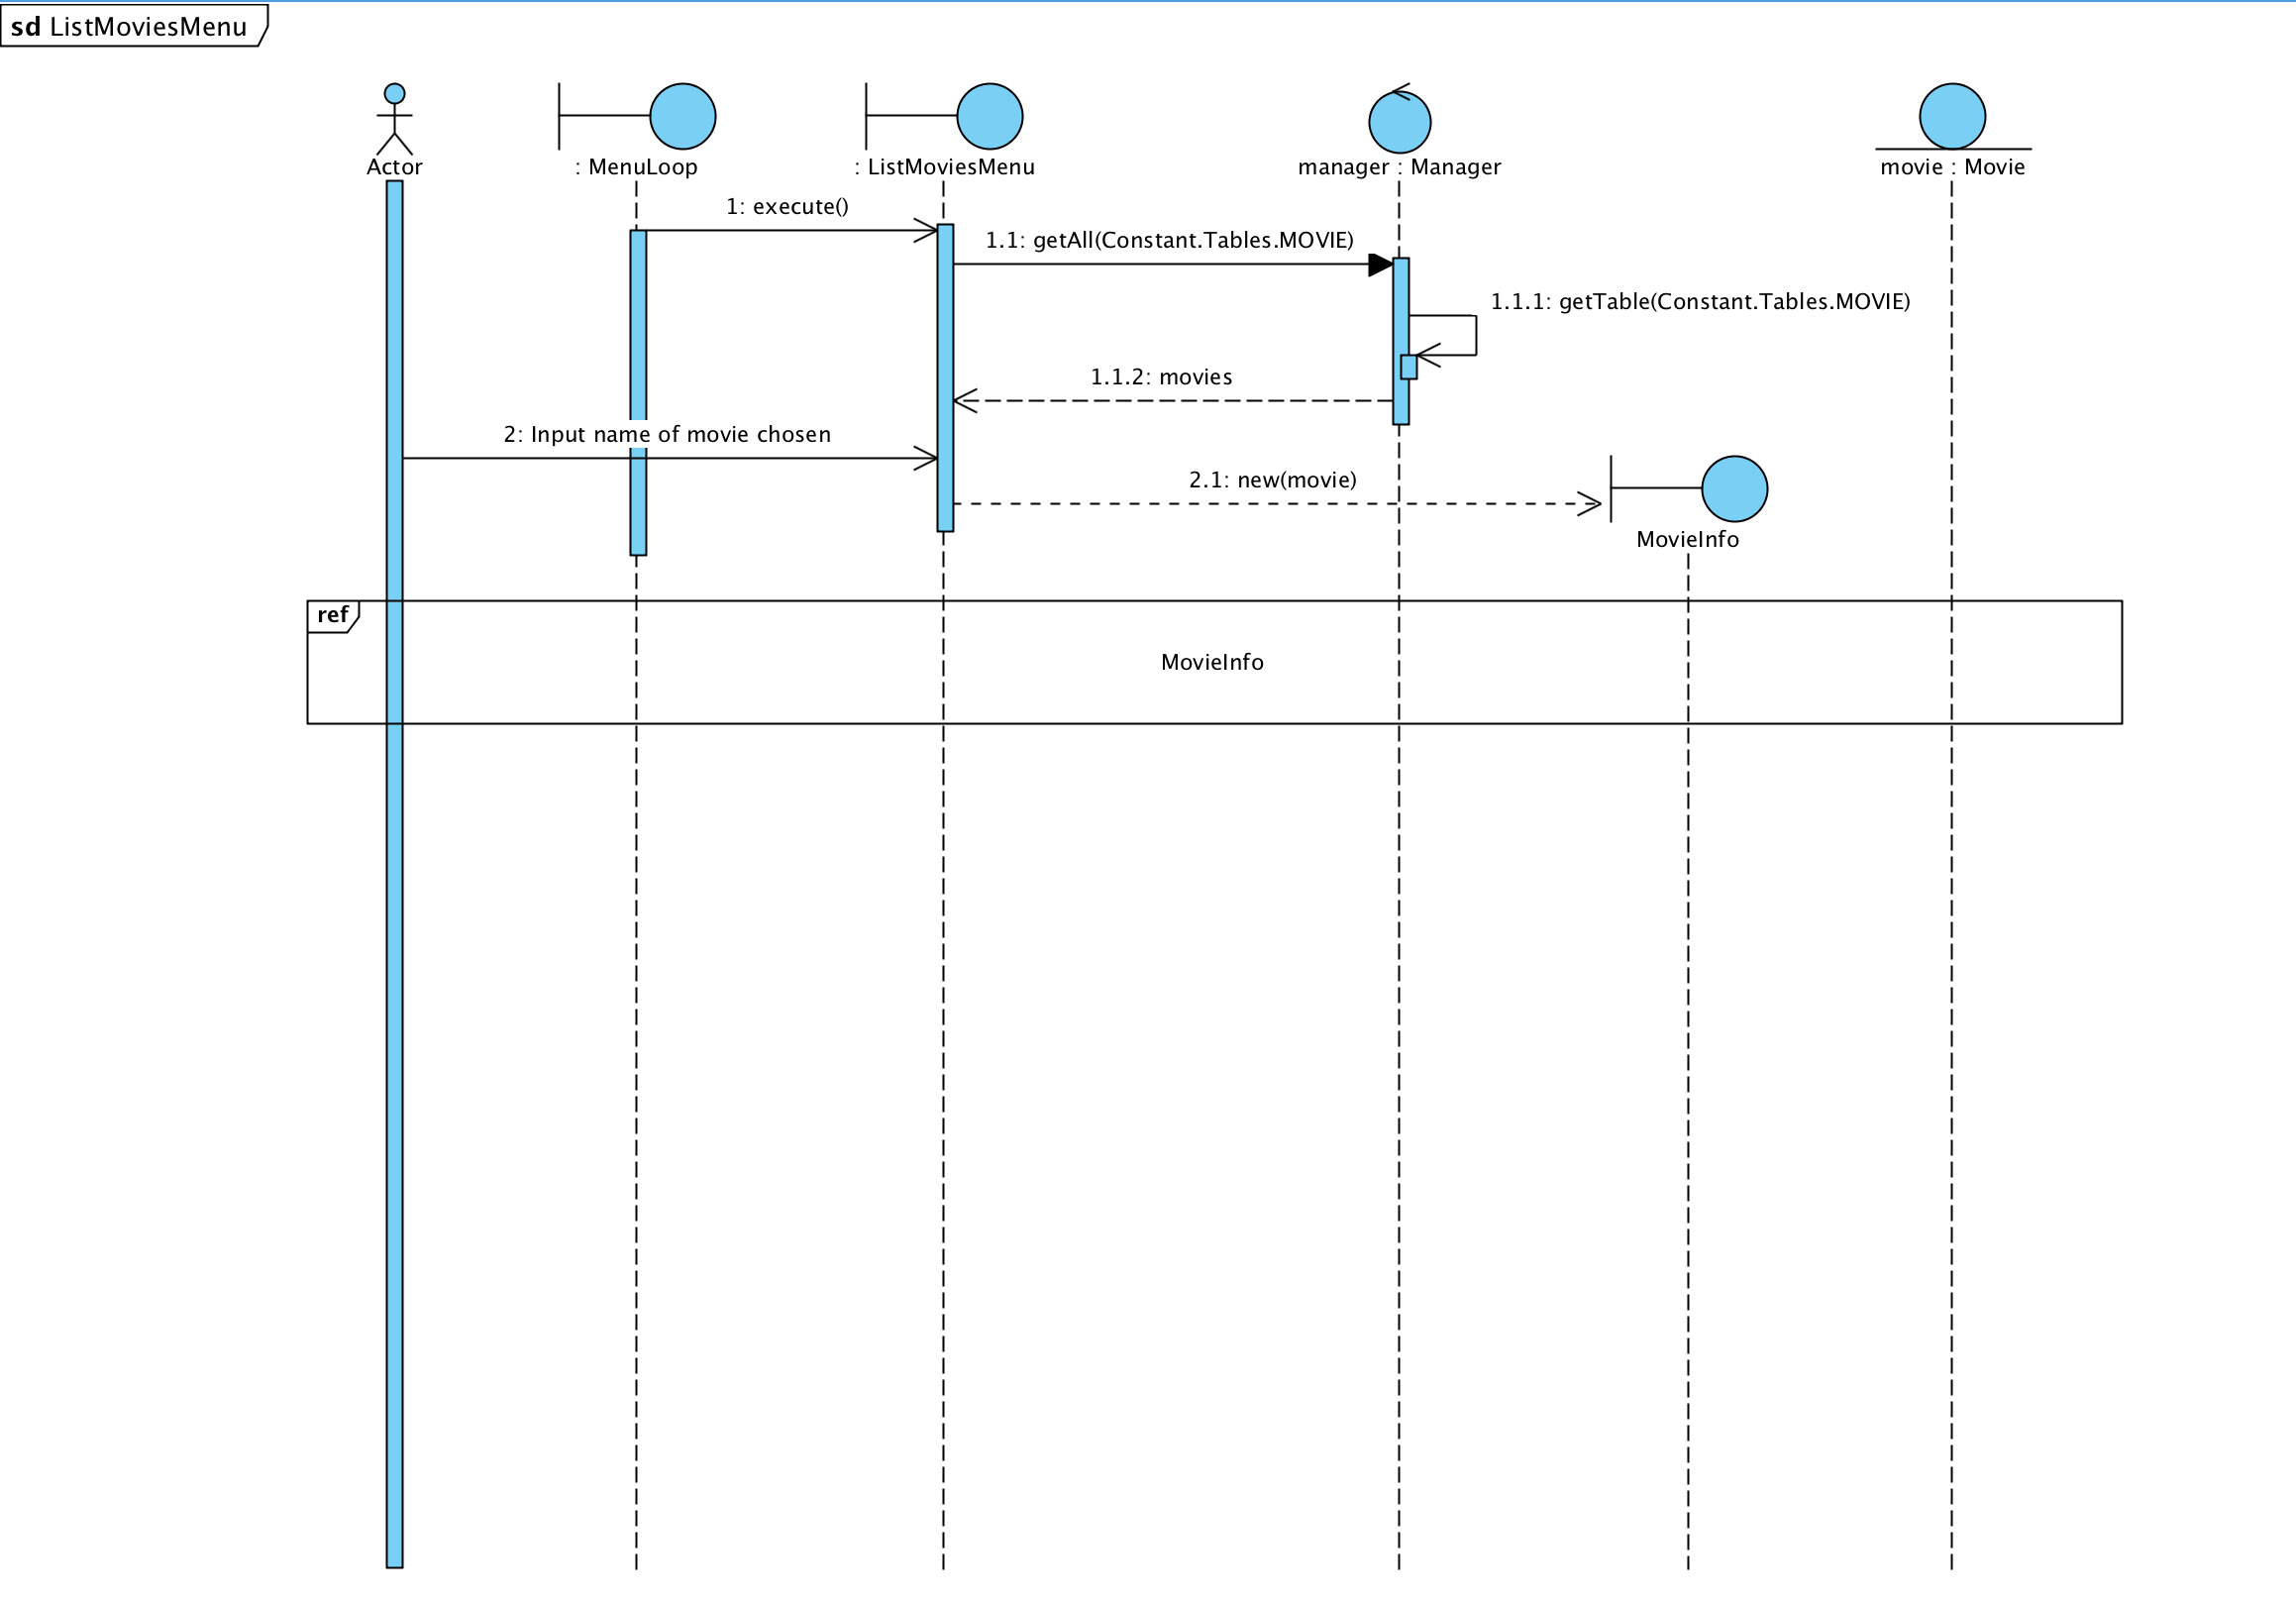 sd ListMoviesMenu
Actor
: MenuLoop
: ListMoviesMenu
manager : Manager
movie : Movie
1: execute()
1.1: getAll(Constant.Tables.MOVIE)
1.1.1: getTable(Constant.Tables.MOVIE)
1.1.2: movies
2: Input name of movie chosen
2.1: new(movie)
MovieInfo
ref
MovieInfo